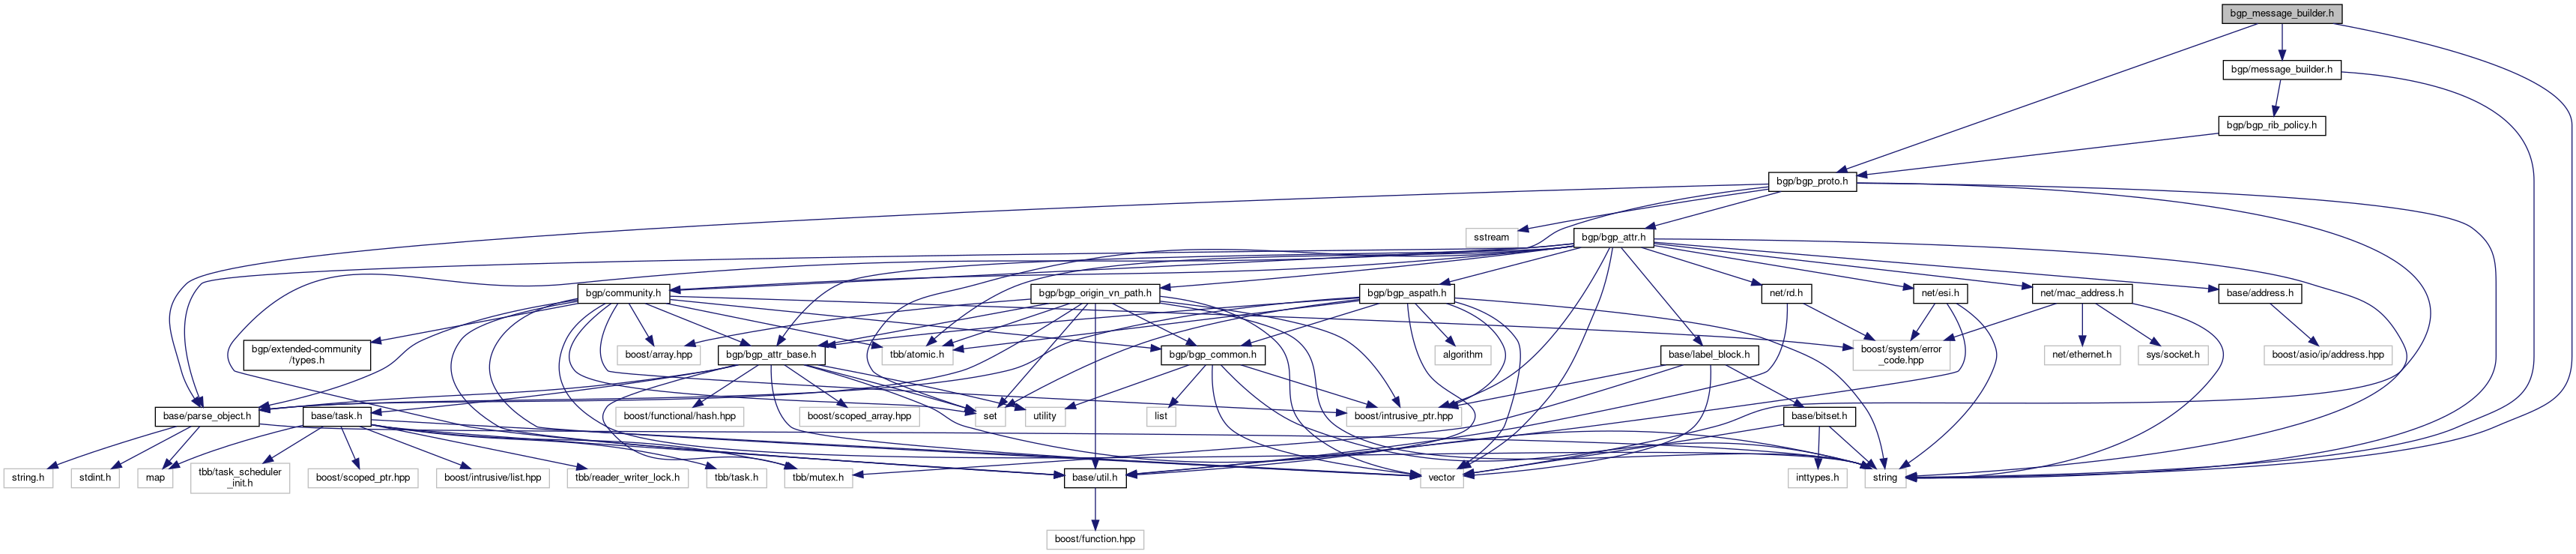 bgp_message_builder.h
bgp/message_builder.h
bgp/bgp_rib_policy.h
bgp/bgp_proto.h
sstream
bgp/bgp_attr.h
bgp/community.h
bgp/bgp_origin_vn_path.h
bgp/bgp_aspath.h
net/rd.h
net/esi.h
net/mac_address.h
base/address.h
bgp/extended-community
/types.h
boost/array.hpp
bgp/bgp_attr_base.h
tbb/atomic.h
bgp/bgp_common.h
algorithm
base/label_block.h
boost/system/error
_code.hpp
net/ethernet.h
sys/socket.h
boost/asio/ip/address.hpp
base/parse_object.h
base/task.h
boost/functional/hash.hpp
boost/scoped_array.hpp
set
utility
list
boost/intrusive_ptr.hpp
base/bitset.h
string.h
stdint.h
map
tbb/task_scheduler
_init.h
boost/scoped_ptr.hpp
boost/intrusive/list.hpp
tbb/reader_writer_lock.h
tbb/task.h
tbb/mutex.h
base/util.h
vector
inttypes.h
string
boost/function.hpp